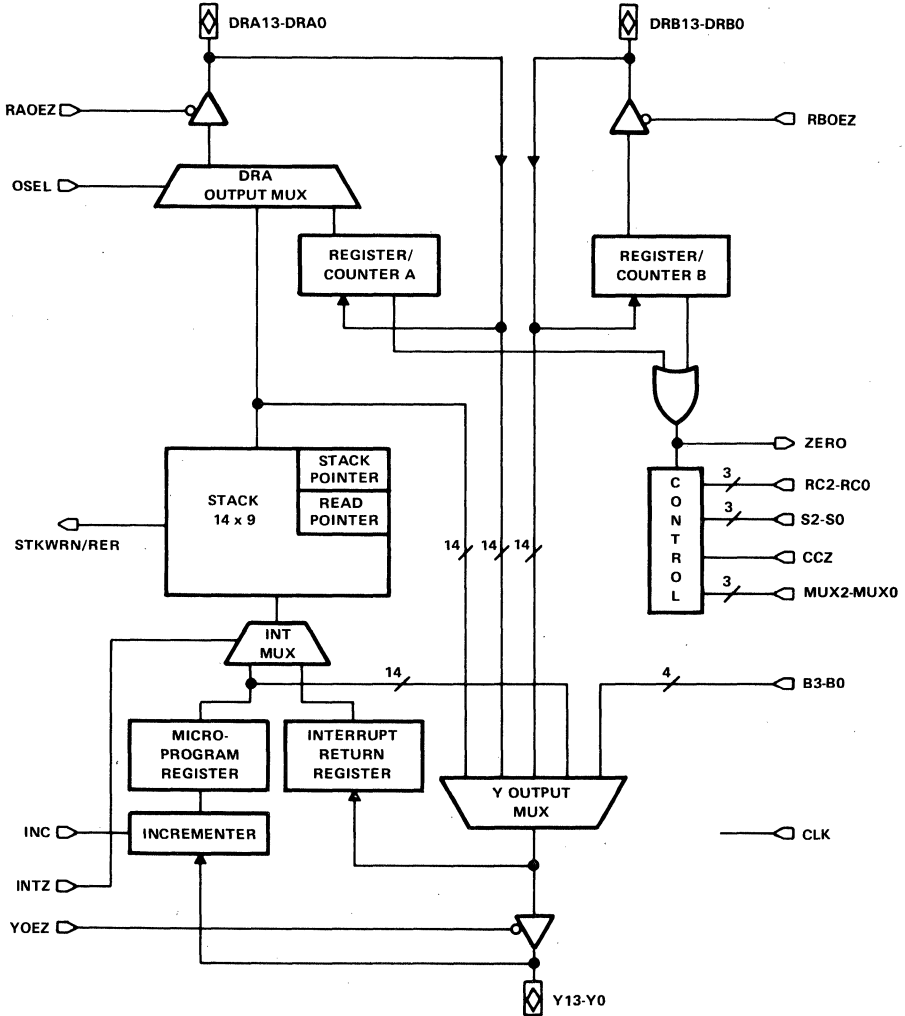 DRA13-DRA0
DRB13-DRB0
RAOEZ
RBOEZ
OSEL
DRA
OUTPUT MUX
REGISTER/
COUNTER A
REGISTER/
COUNTER B
ZERO
STACK
14 x 9
STACK
POINTER
READ
POINTER
STKWRN/RER
CONTROL
3
RC2-RC0
3
S2-S0
CCZ
3
MUX2-MUX0
14
14
14
INT
MUX
14
4
B3-B0
MICRO-
PROGRAM
REGISTER
INTERRUPT
RETURN
REGISTER
Y OUTPUT
MUX
INC
INCREMENTER
CLK
INTZ
YOEZ
Y13-Y0